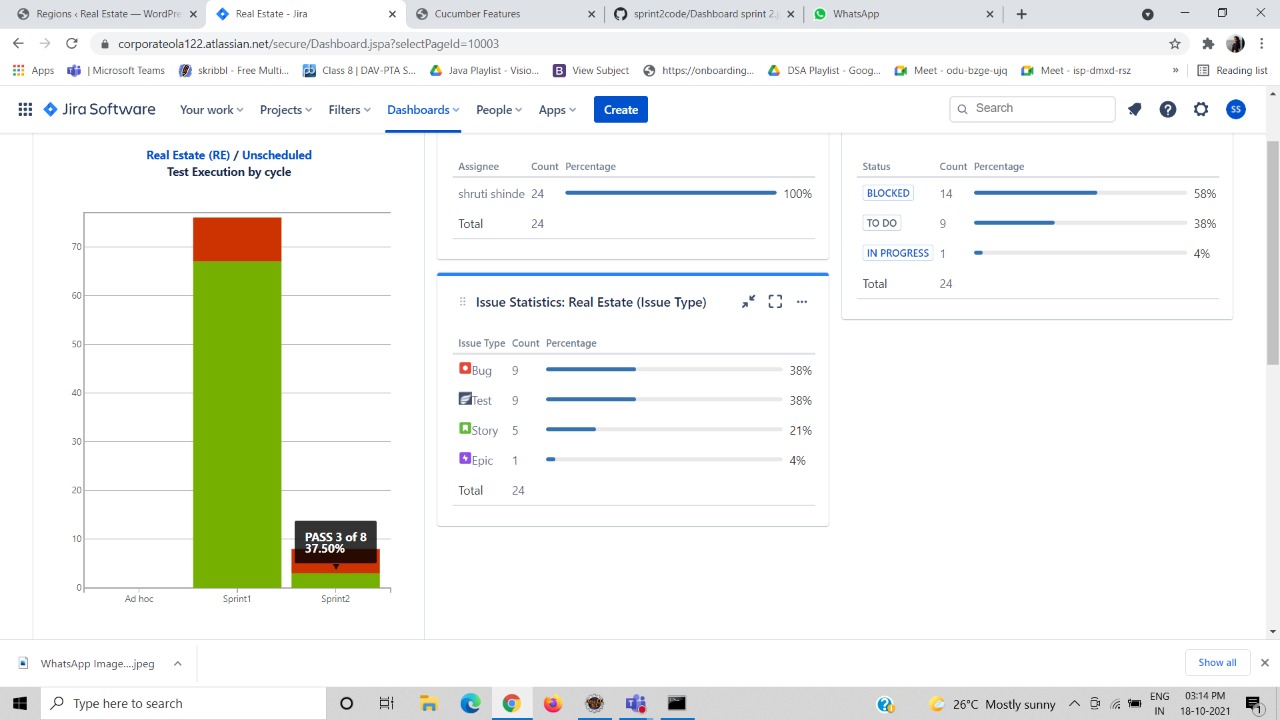 Regions ‹ Real Estate — WordPre
Real Estate - Jira
Cucumber Features
sprint2code/Dashboard sprint 2.j
WhatsApp
corporateola122.atlassian.net/secure/Dashboard.jspa?selectPageId=10003
Apps
| Microsoft Teams
skribbl - Free Multi...
Class 8 | DAV-PTA S...
Java Playlist - Visio...
View Subject
https://onboarding...
DSA Playlist - Goog...
Meet - odu-bzge-ujq
Meet - isp-dmxd-rsz
»
Reading list
Jira Software
Your work
Projects
Filters
Dashboards
People
Apps
Create
Search
SS
Real Estate (RE) / Unscheduled
Test Execution by cycle
70
60
50
40
30
20
10
0
PASS 3 of 8
37.50%
Ad hoc Sprint1 Sprint2
Assignee Count Percentage
shruti shinde 24 100%
Total 24
Issue Statistics: Real Estate (Issue Type)
Issue Type Count Percentage
Bug 9 38%
Test 9 38%
Story 5 21%
Epic 1 4%
Total 24
Status Count Percentage
BLOCKED 14 58%
TO DO 9 38%
IN PROGRESS 1 4%
Total 24
WhatsApp Image....jpeg
Show all
Type here to search
26°C Mostly sunny
ENG
IN
03:14 PM
18-10-2021
1